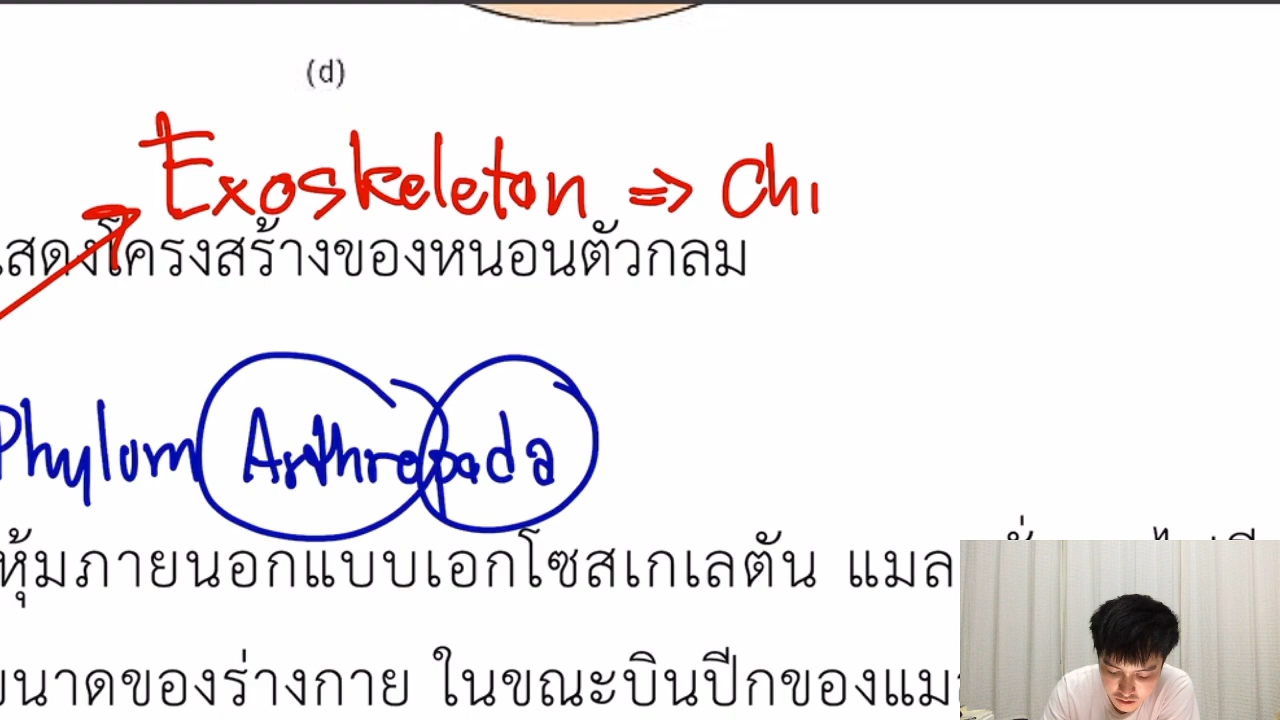 (d)
Exoskeleton => Chi
แสดงโครงสร้างของหนอนตัวกลม
Phylum Arthropoda
หุ้มภายนอกแบบเอกโซสเกเลตัน แมล
ขนาดของร่างกาย ในขณะบินปีกของแม